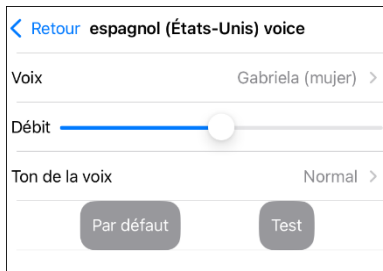 Retour espagnol (États-Unis) voice
Voix Gabriela (mujer)
Débit
Ton de la voix Normal
Par défaut Test